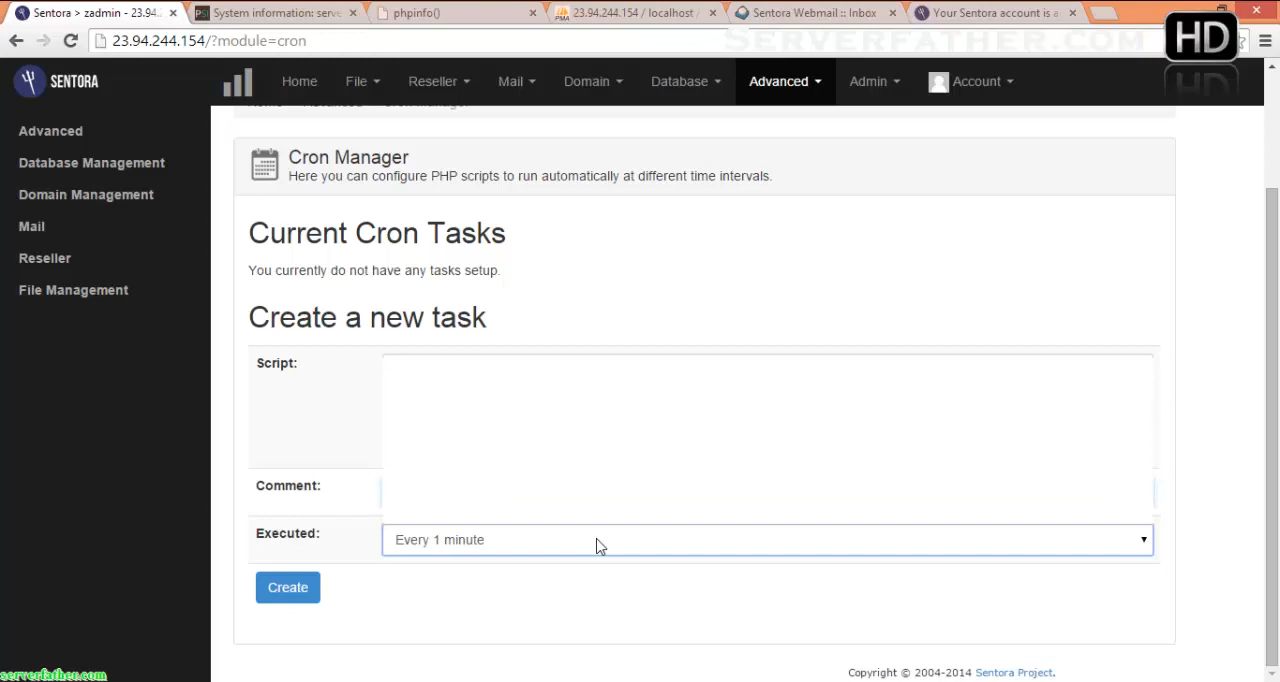 Sentora > zadmin - 23.94.
System information: serve
phpinfo()
23.94.244.154 / localhost /
Sentora Webmail :: Inbox
Your Sentora account is a
23.94.244.154/?module=cron
SERVERFATHER.COM
HD
SENTORA
Home
File
Reseller
Mail
Domain
Database
Advanced
Admin
Account
Advanced
Database Management
Domain Management
Mail
Reseller
File Management
Cron Manager
Here you can configure PHP scripts to run automatically at different time intervals.
Current Cron Tasks
You currently do not have any tasks setup.
Create a new task
Script:
Comment:
Executed:
Every 1 minute
Create
Copyright © 2004-2014 Sentora Project.
serverfather.com